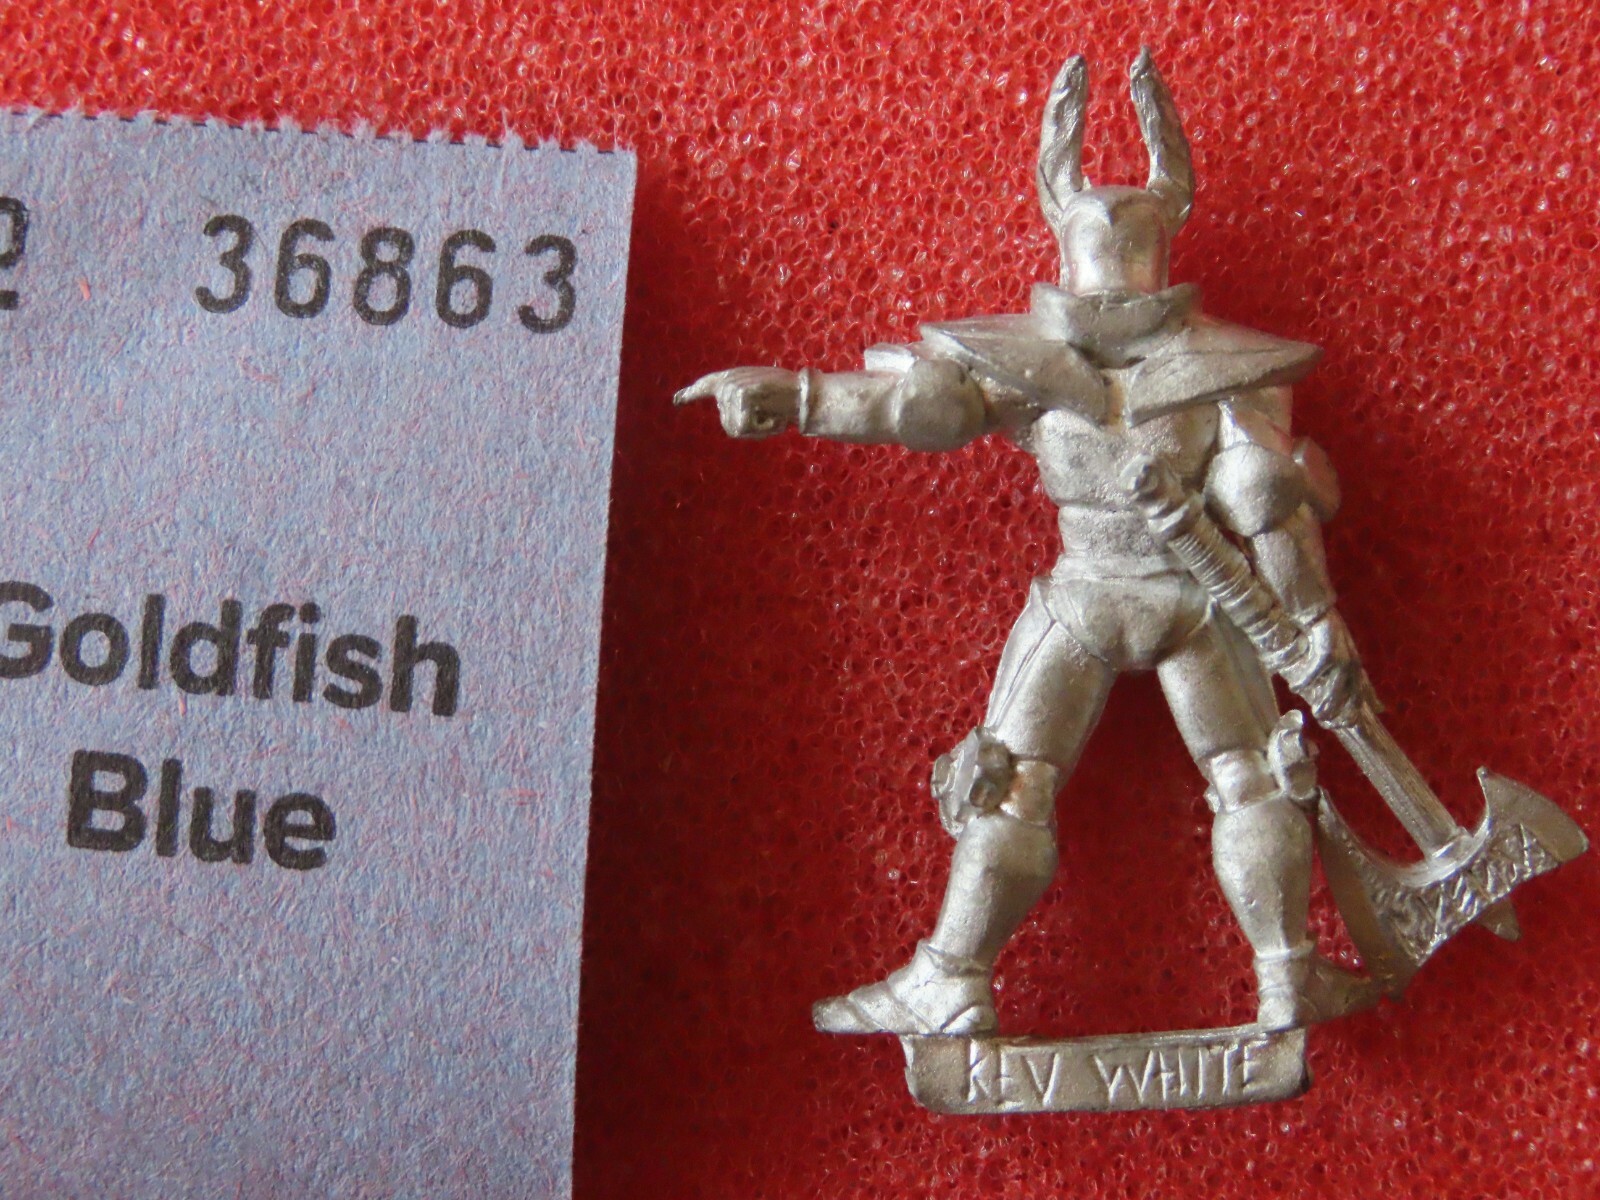 36863
Goldfish
Blue
KEV WHITE